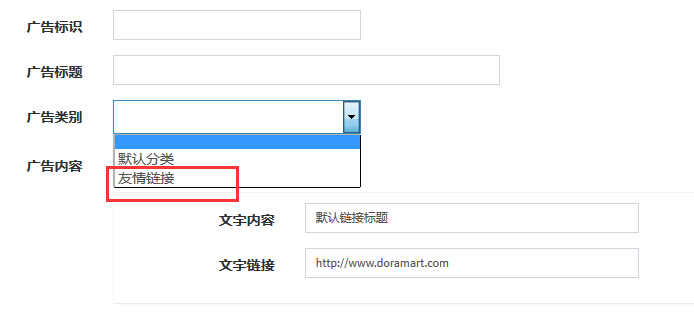 广告标识
广告标题
广告类别
默认分类
广告内容
友情链接
文字内容 默认链接标题
文字链接 http://www.doramart.com